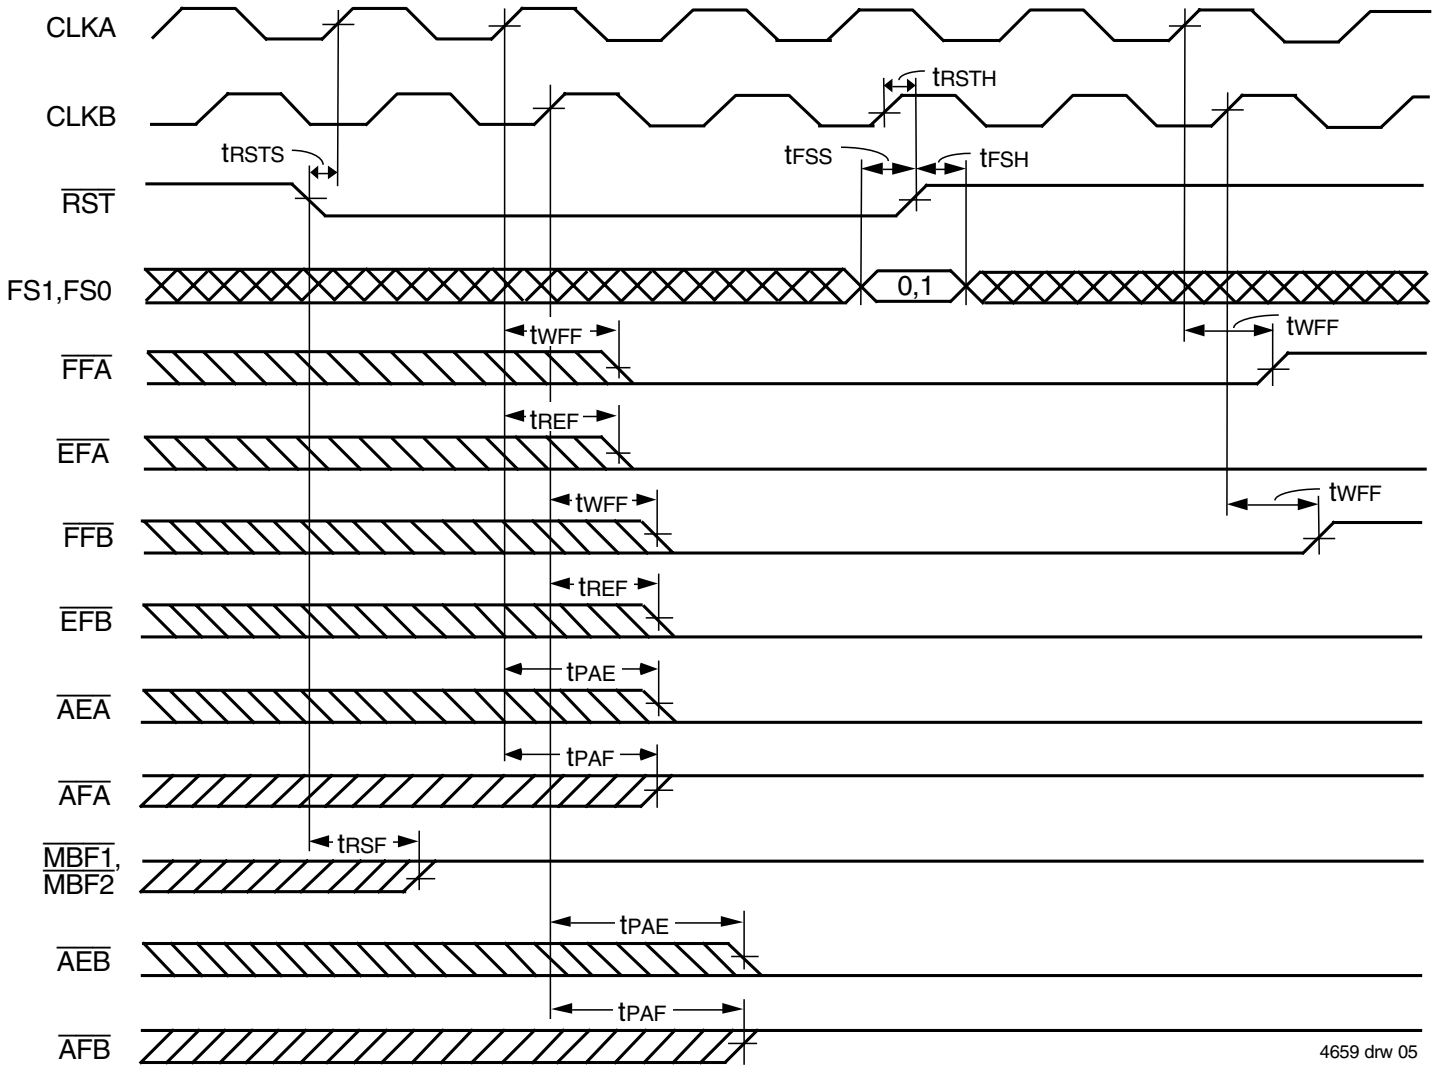 CLKA
tRSTH
CLKB
tRSTS
tFSS
tFSH
RST
FS1,FS0
0,1
tWFF
tWFF
FFA
tREF
EFA
tWFF
tWFF
FFB
tREF
EFB
tPAE
AEA
tPAF
AFA
tRSF
MBF1,
MBF2
tPAE
AEB
tPAF
AFB
4659 drw 05